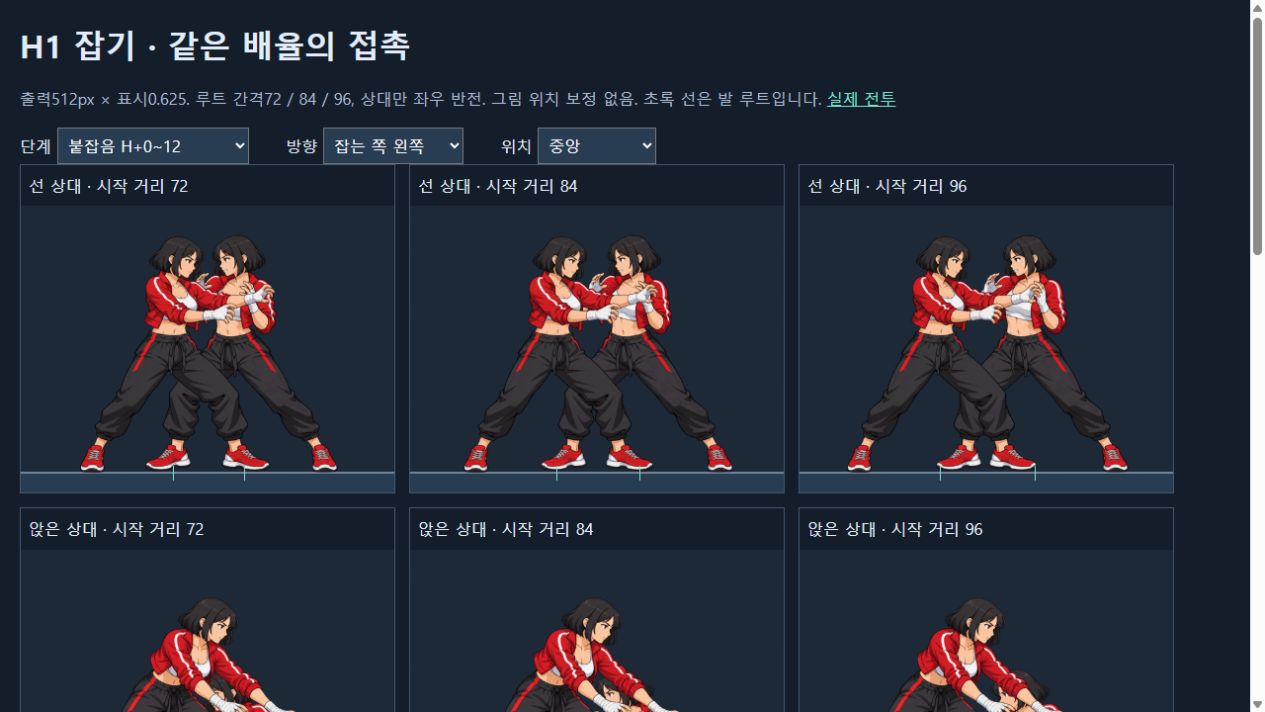 H1 잡기 · 같은 배율의 접촉
출력512px × 표시0.625. 루트 간격72 / 84 / 96, 상대만 좌우 반전. 그림 위치 보정 없음. 초록 선은 발 루트입니다. 실제 전투
단계 붙잡음 H+0~12 방향 잡는 쪽 왼쪽 위치 중앙
선 상대 · 시작 거리 72
선 상대 · 시작 거리 84
선 상대 · 시작 거리 96
앉은 상대 · 시작 거리 72
앉은 상대 · 시작 거리 84
앉은 상대 · 시작 거리 96